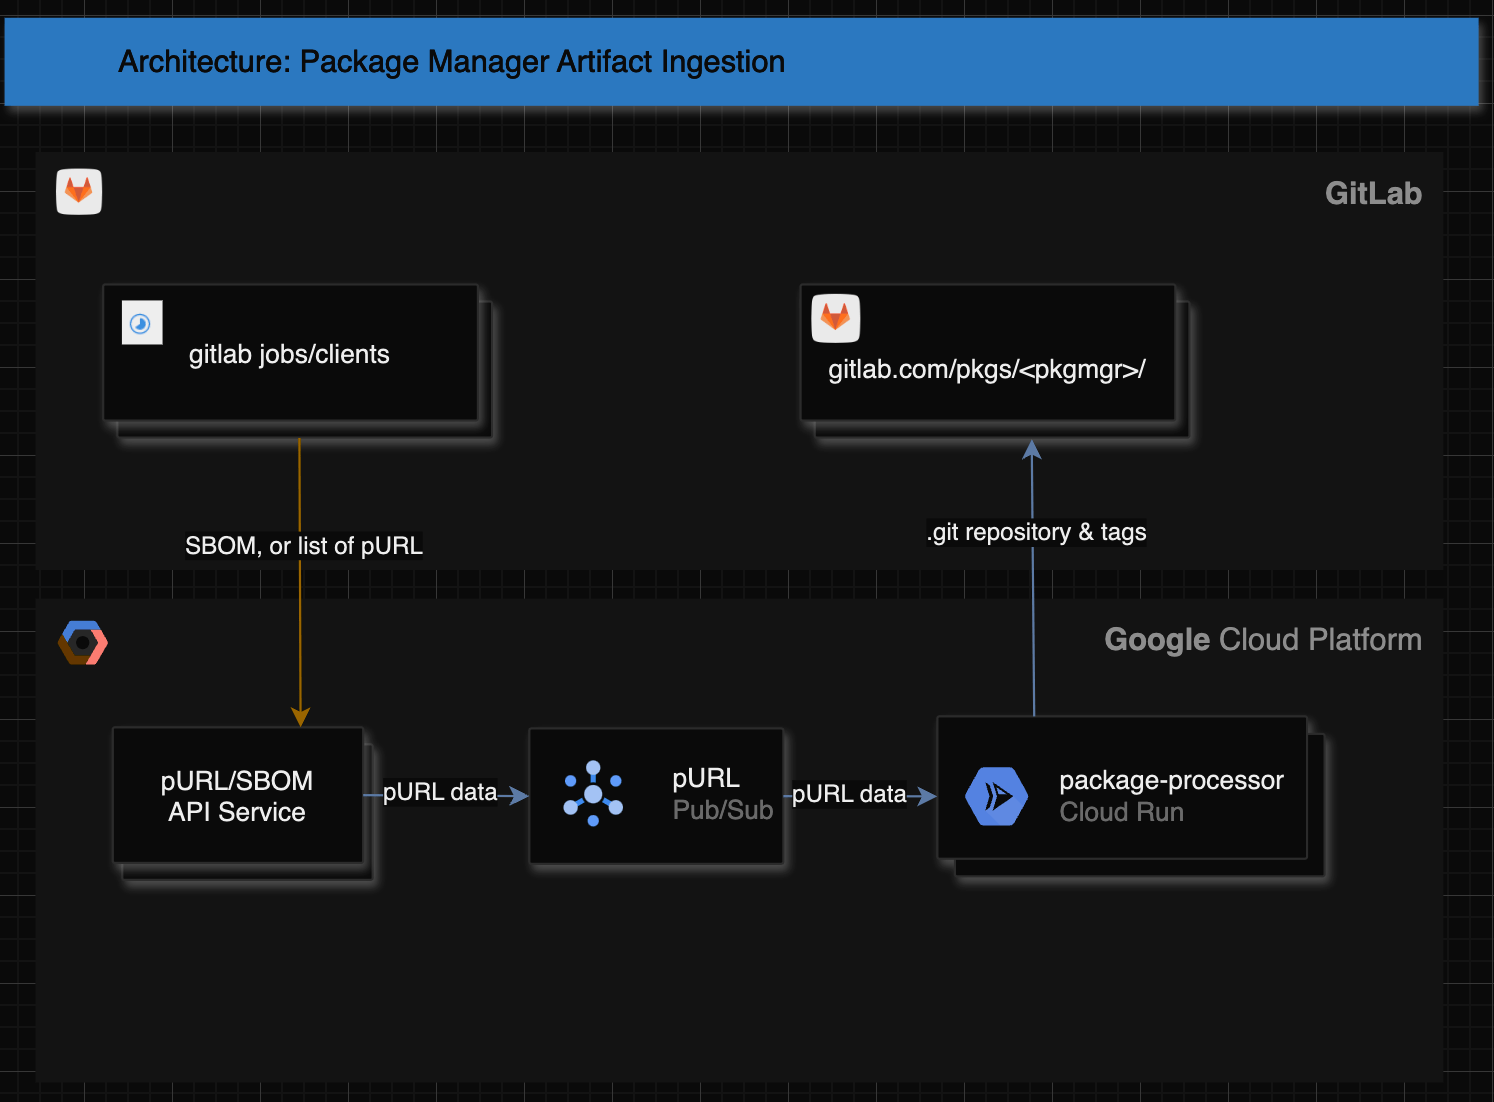 Architecture: Package Manager Artifact Ingestion
GitLab
gitlab jobs/clients
gitlab.com/pkgs/<pkgmgr>/
SBOM, or list of pURL
.git repository & tags
Google Cloud Platform
pURL/SBOM
API Service
pURL data
pURL
Pub/Sub
pURL data
package-processor
Cloud Run